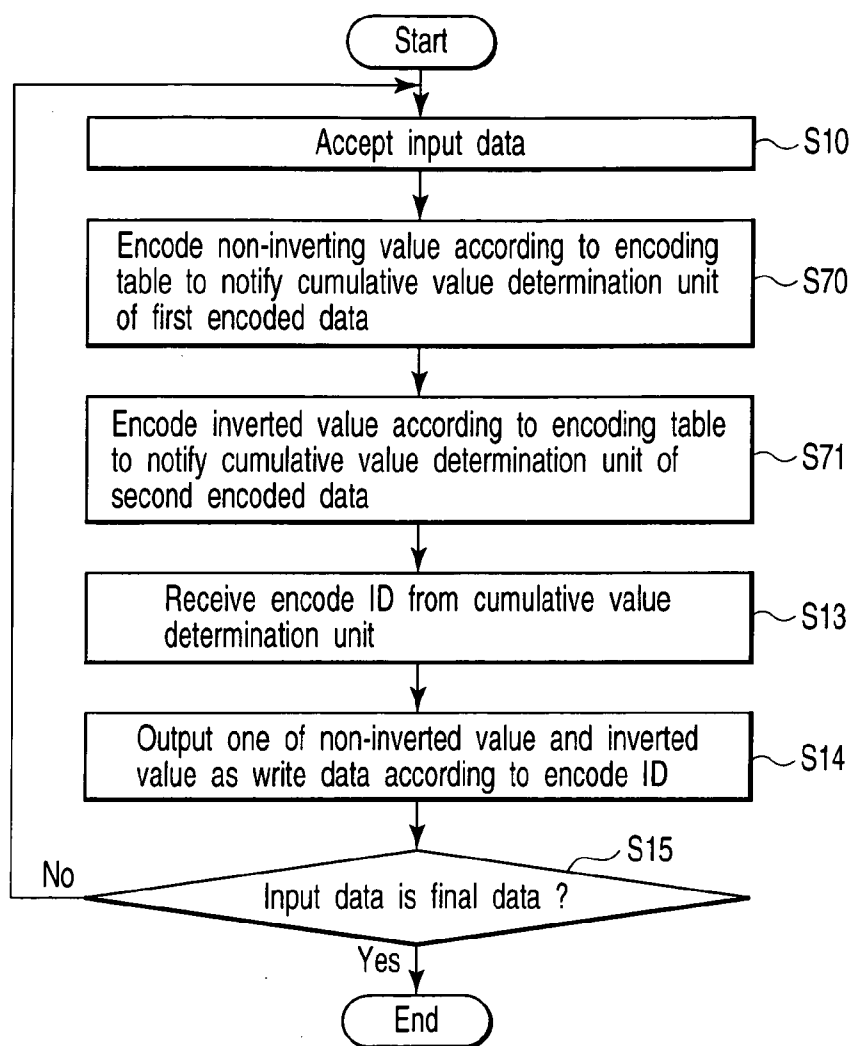 Start
Accept input data
S10
Encode non-inverting value according to encoding
table to notify cumulative value determination unit
of first encoded data
S70
Encode inverted value according to encoding table
to notify cumulative value determination unit of
second encoded data
S71
Receive encode ID from cumulative value
determination unit
S13
Output one of non-inverted value and inverted
value as write data according to encode ID
S14
S15
No
Input data is final data ?
Yes
End